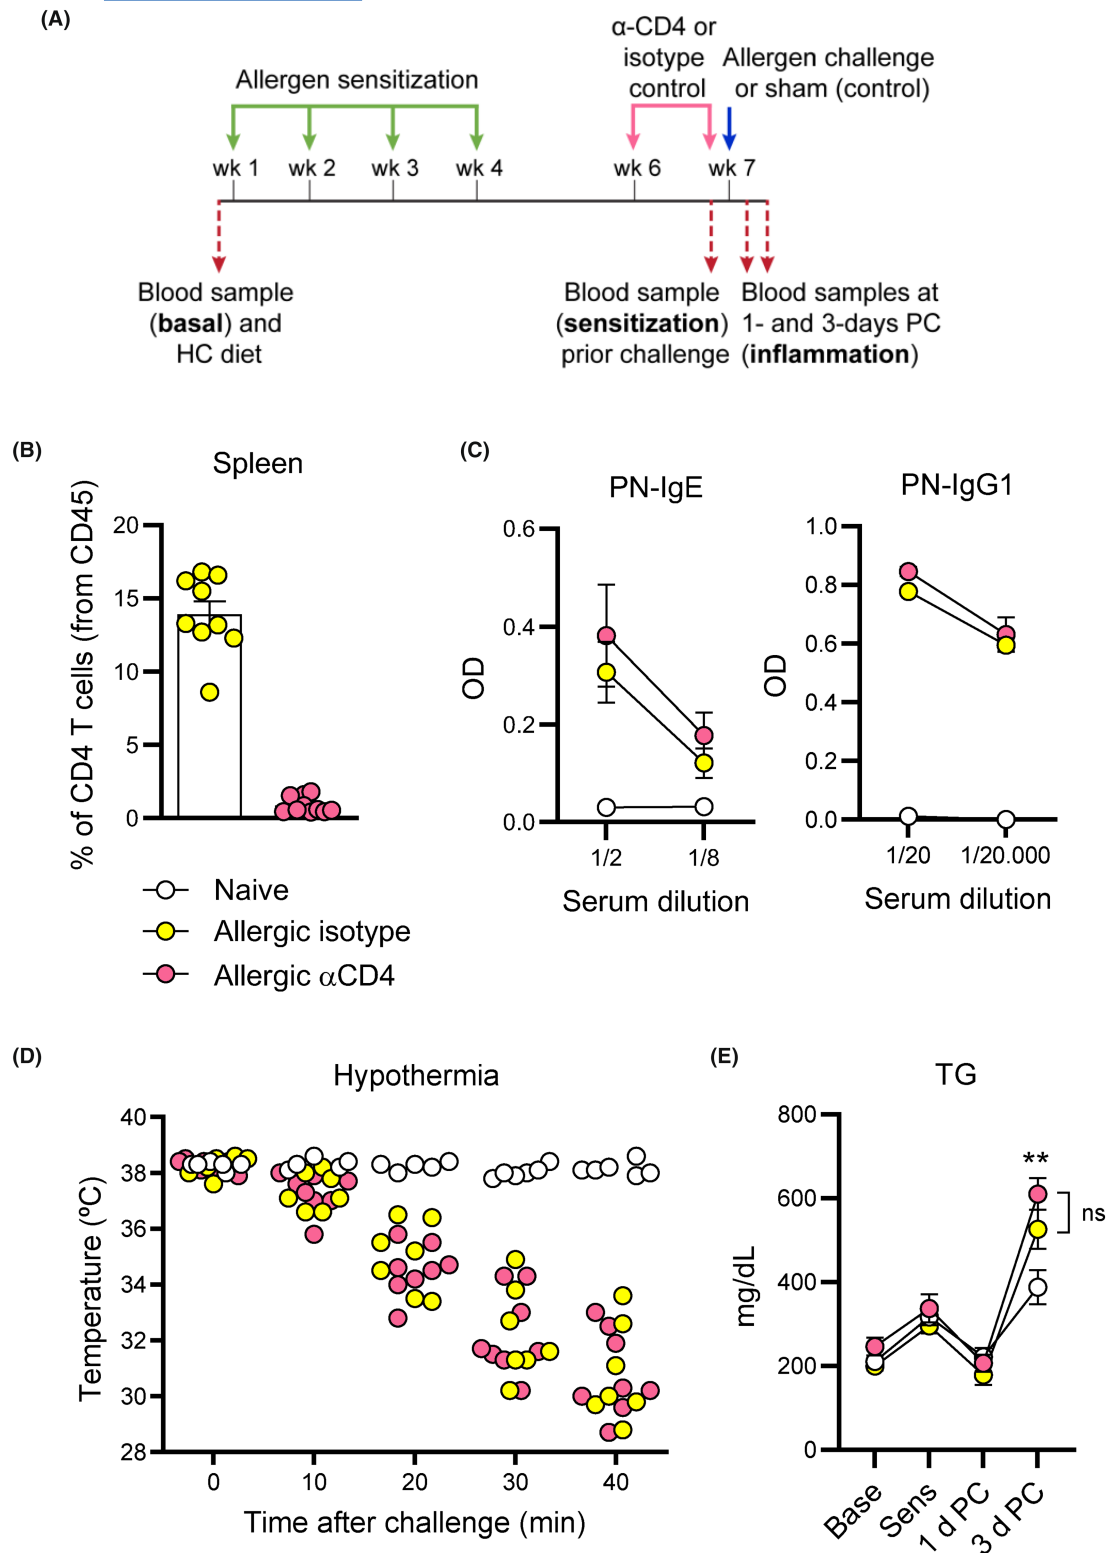 (A)
α-CD4 or
isotype
control
Allergen challenge
or sham (control)
Allergen sensitization
wk 1
wk 2
wk 3
wk 4
wk 6
wk 7
Blood sample
(basal) and
HC diet
Blood sample
(sensitization)
prior challenge
Blood samples at
1- and 3-days PC
(inflammation)
(B)
Spleen
% of CD4 T cells (from CD45)
20
15
10
5
0
Naive
Allergic isotype
Allergic αCD4
(C)
PN-IgE
OD
0.6
0.4
0.2
0.0
1/2
1/8
Serum dilution
PN-IgG1
OD
1.0
0.8
0.6
0.4
0.2
0.0
1/20
1/20.000
Serum dilution
(D)
Hypothermia
Temperature (ºC)
40
38
36
34
32
30
28
0
10
20
30
40
Time after challenge (min)
(E)
TG
mg/dL
800
600
400
200
0
**
ns
Base
Sens
1 d PC
3 d PC